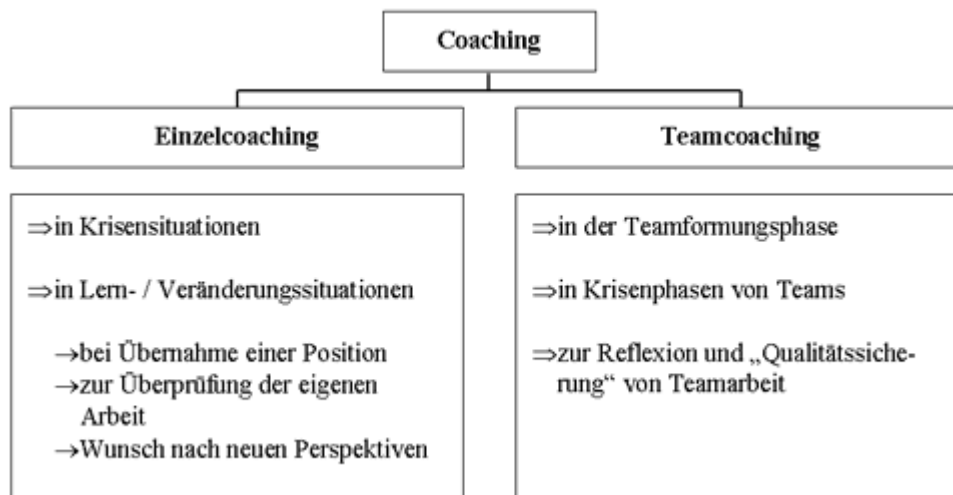 Coaching
Einzelcoaching
⇒in Krisensituationen
⇒in Lern- / Veränderungssituationen
→bei Übernahme einer Position
→zur Überprüfung der eigenen
Arbeit
→Wunsch nach neuen Perspektiven
Teamcoaching
⇒in der Teamformungsphase
⇒in Krisenphasen von Teams
⇒zur Reflexion und „Qualitätssiche-
rung“ von Teamarbeit